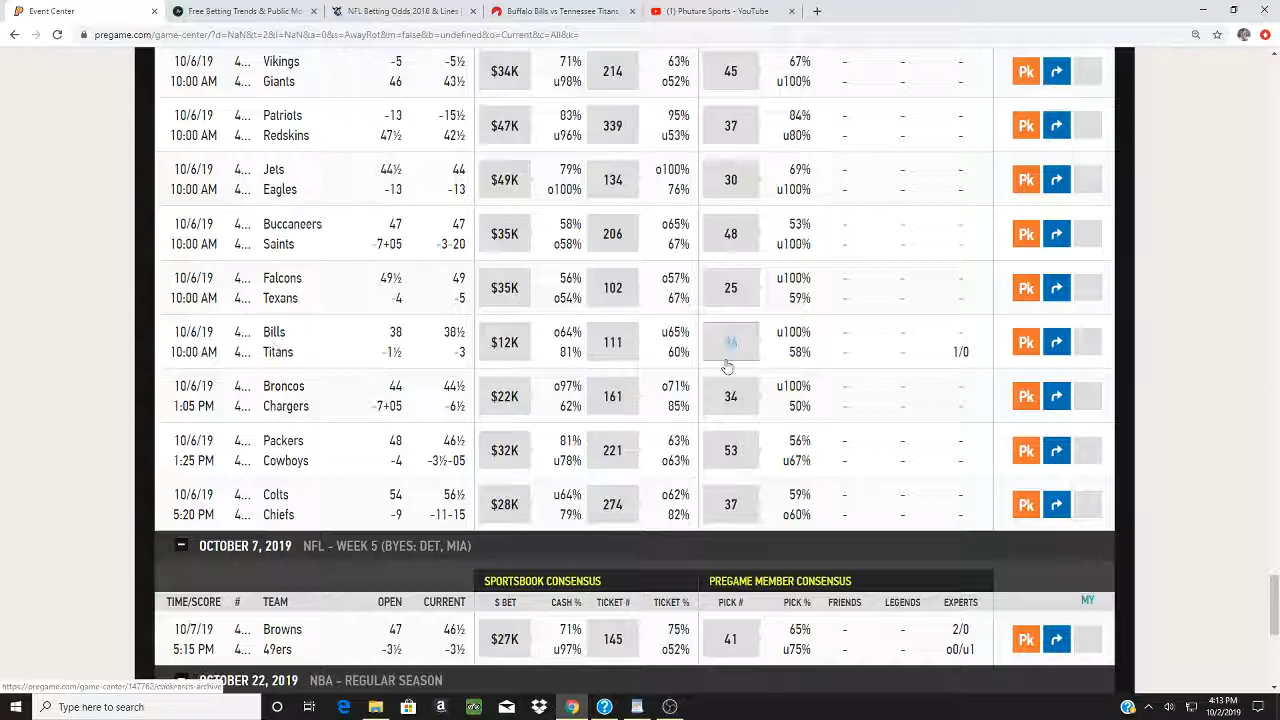 Event Center
Free Betting Trends & Public Mo
NFL Betting Odds 2018 & Lines |
Buffalo Bills vs Tennessee Titan
(1) Phuture Sports - YouTube
pregame.com/game-center/?d=NaN&t=2&l=NaN&a=0&s=AwayRot&m=false&b=undefined&o=Current&c=All&k=
10/6/19 4... Vikings -5 -5½ $34K 71% 214 63% 45 67% - - -
10:00 AM 4... Giants 46 43½ u98% o52% u100% - - -
Pk
10/6/19 4... Patriots -13 -15½ $47K 83% 339 95% 37 84% - - -
10:00 AM 4... Redskins 47½ 42½ u96% u53% u80% - - -
Pk
10/6/19 4... Jets 44½ 44 $49K 79% 134 o100% 30 69% - - -
10:00 AM 4... Eagles -13 -13 o100% 76% u100% - - -
Pk
10/6/19 4... Buccaneers 47 47 $35K 58% 206 o65% 48 53% - - -
10:00 AM 4... Saints -7+05 -3-20 o58% 67% u100% - - -
Pk
10/6/19 4... Falcons 49½ 49 $35K 56% 102 o57% 25 u100% - - -
10:00 AM 4... Texans -4 -5 o54% 67% 59% - - -
Pk
10/6/19 4... Bills 38 38½ $12K o64% 111 u65% u100% - - -
10:00 AM 4... Titans -1½ -3 81% 60% 58% - - 1/0
Pk
10/6/19 4... Broncos 44 44½ $22K o97% 161 o71% 34 u100% - - -
1:05 PM 4... Chargers -7+05 -6½ 62% 85% 50% - - -
Pk
10/6/19 4... Packers 48 46½ $32K 81% 221 63% 53 56% - - -
1:25 PM 4... Cowboys -4 -3½-05 u78% o63% u67% - - -
Pk
10/6/19 4... Colts 54 56½ $28K u64% 274 o62% 37 59% - - -
5:20 PM 4... Chiefs -9 -11-15 79% 82% o60% - - -
Pk
OCTOBER 7, 2019 NFL - WEEK 5 (BYES: DET, MIA)
SPORTSBOOK CONSENSUS PREGAME MEMBER CONSENSUS
TIME/SCORE # TEAM OPEN CURRENT $ BET CASH % TICKET # TICKET % PICK # PICK % FRIENDS LEGENDS EXPERTS MY
10/7/19 4... Browns 47 46½ $27K 71% 145 75% 41 65% - - 2/0
5:15 PM 4... 49ers -3½ -3½ u97% o52% u75% - - o0/u1
Pk
OCTOBER 22, 2019 NBA - REGULAR SEASON
Type here to search
4:13 PM
10/2/2019